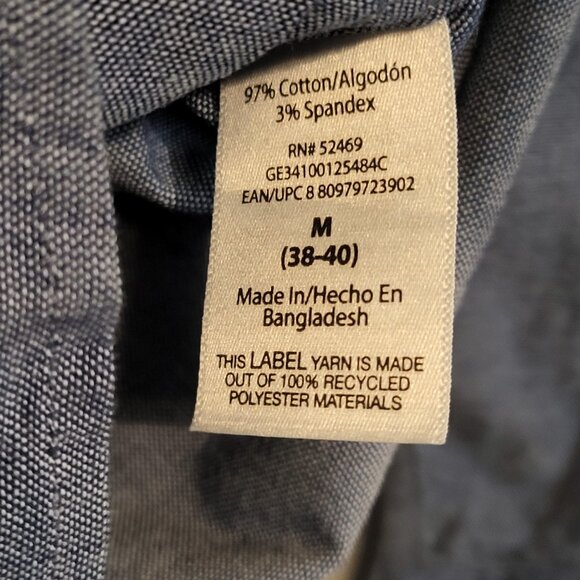 97% Cotton/Algodón
3% Spandex
RN# 52469
GE34100125484C
EAN/UPC 8 80979723902
M
(38-40)
Made In/Hecho En
Bangladesh
THIS LABEL YARN IS MADE
OUT OF 100% RECYCLED
POLYESTER MATERIALS